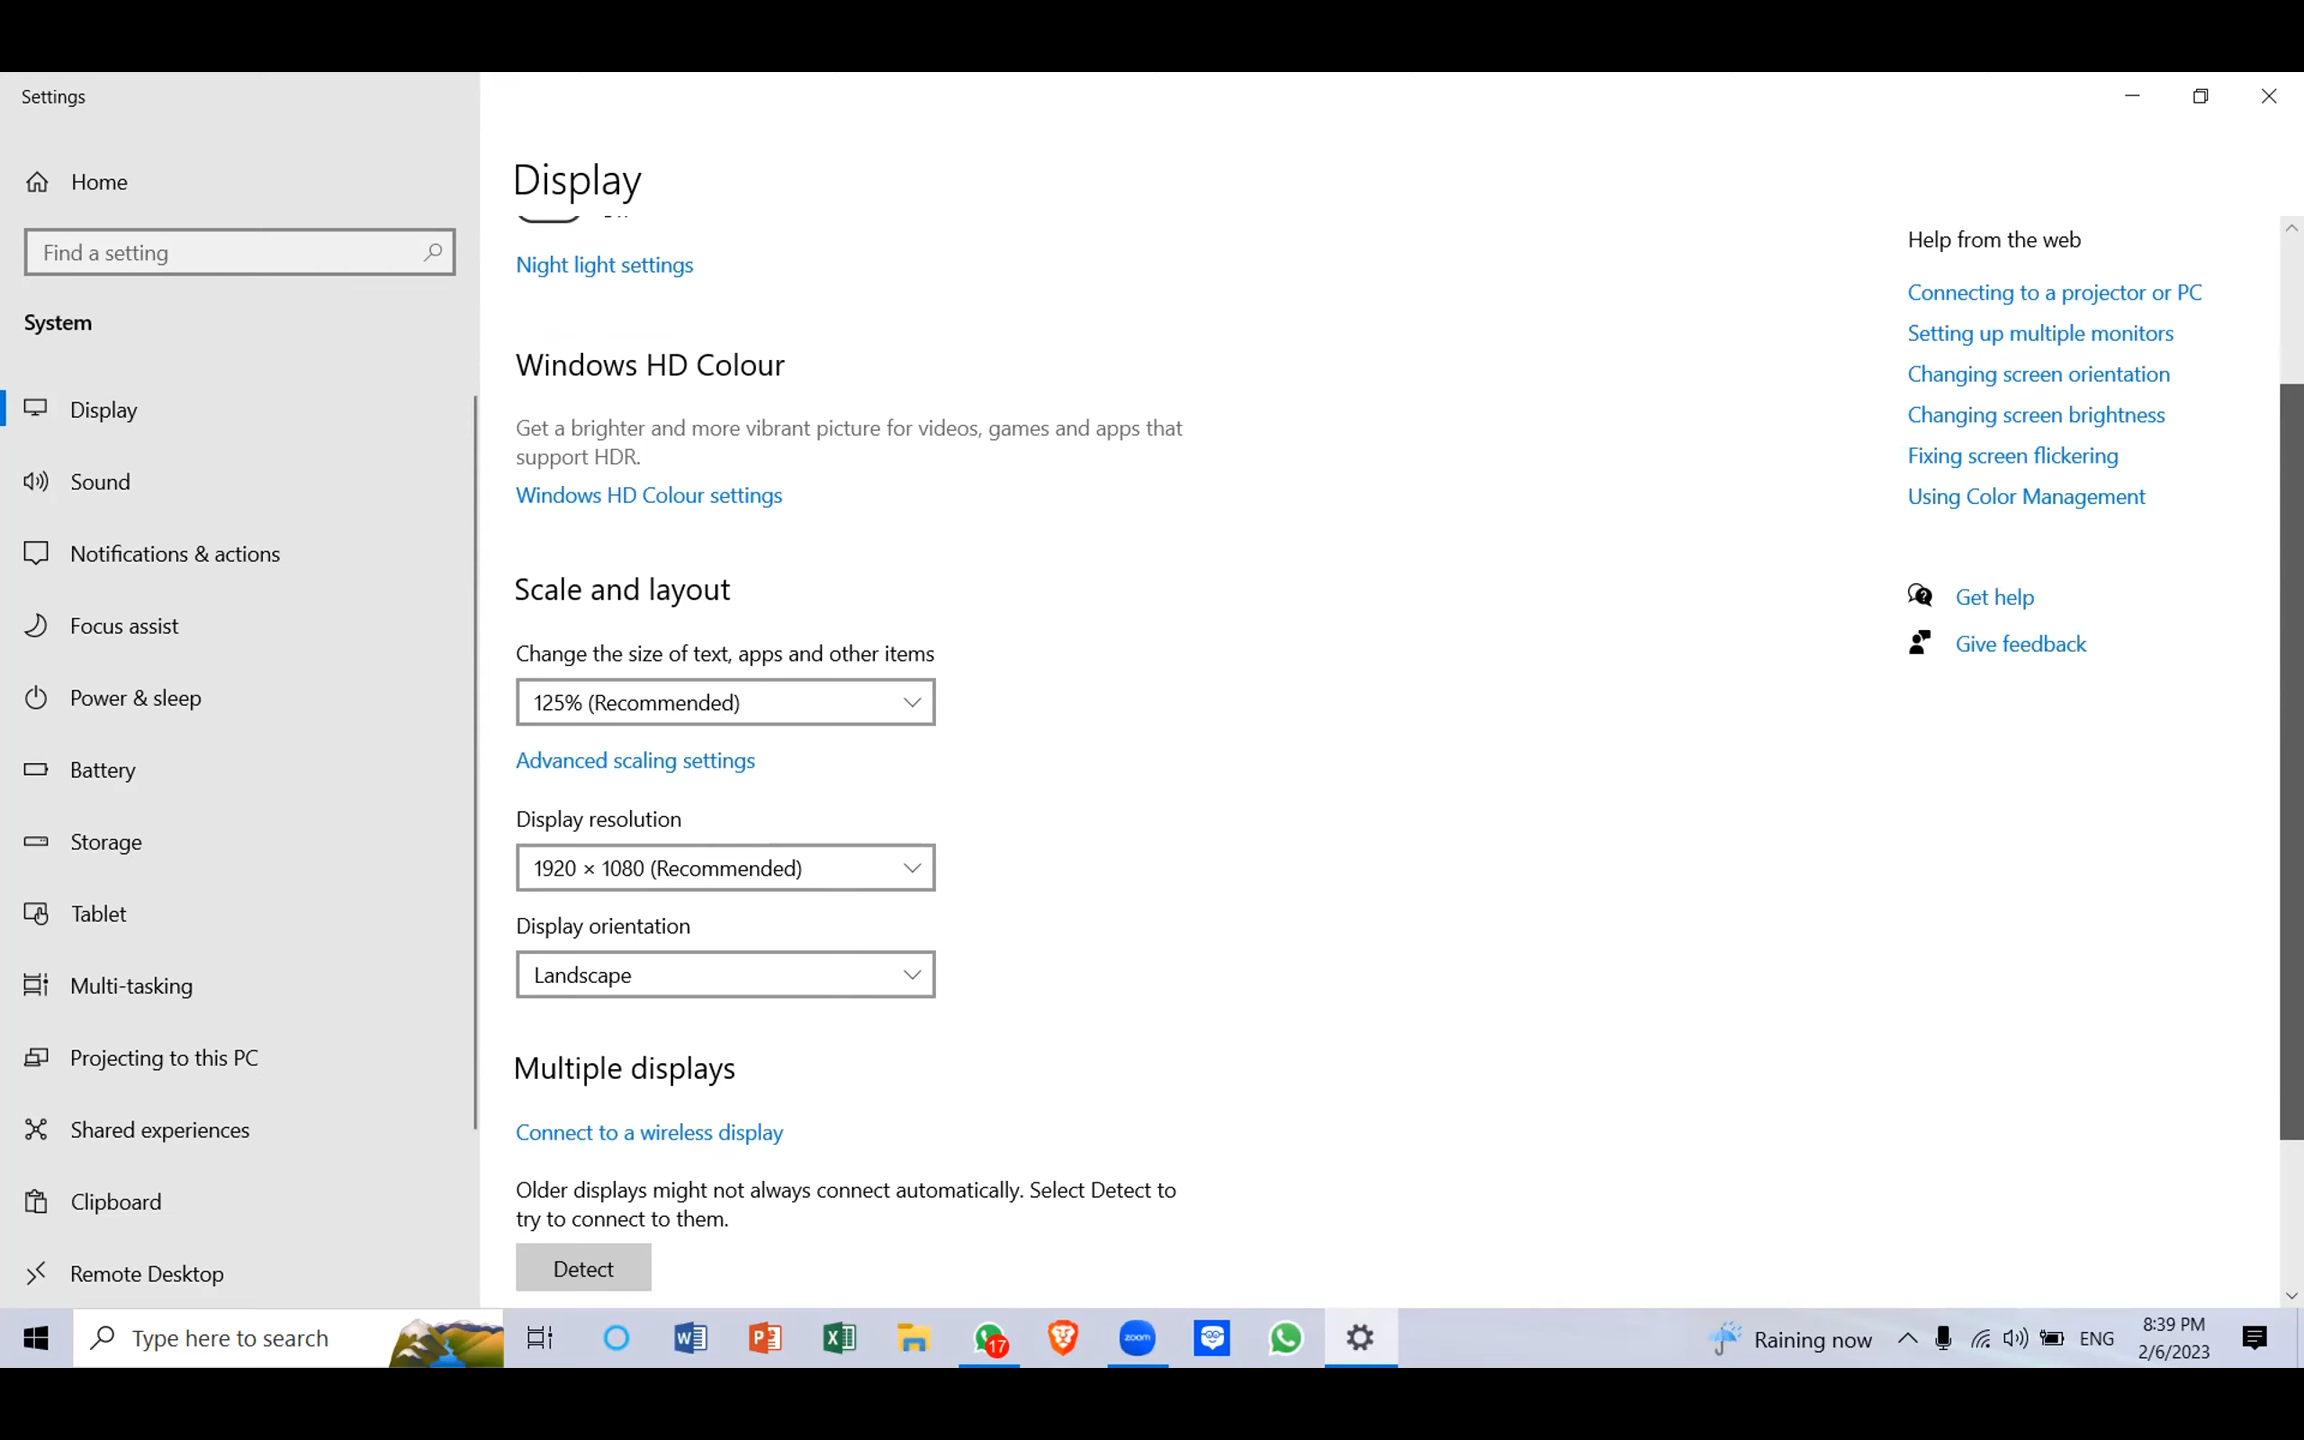 Settings
Home
Find a setting
System
Display
Sound
Notifications & actions
Focus assist
Power & sleep
Battery
Storage
Tablet
Multi-tasking
Projecting to this PC
Shared experiences
Clipboard
Remote Desktop
Display
Night light settings
Windows HD Colour
Get a brighter and more vibrant picture for videos, games and apps that
support HDR.
Windows HD Colour settings
Scale and layout
Change the size of text, apps and other items
125% (Recommended)
Advanced scaling settings
Display resolution
1920 × 1080 (Recommended)
Display orientation
Landscape
Multiple displays
Connect to a wireless display
Older displays might not always connect automatically. Select Detect to
try to connect to them.
Detect
Help from the web
Connecting to a projector or PC
Setting up multiple monitors
Changing screen orientation
Changing screen brightness
Fixing screen flickering
Using Color Management
Get help
Give feedback
Type here to search
17
zoom
Raining now
ENG
8:39 PM
2/6/2023